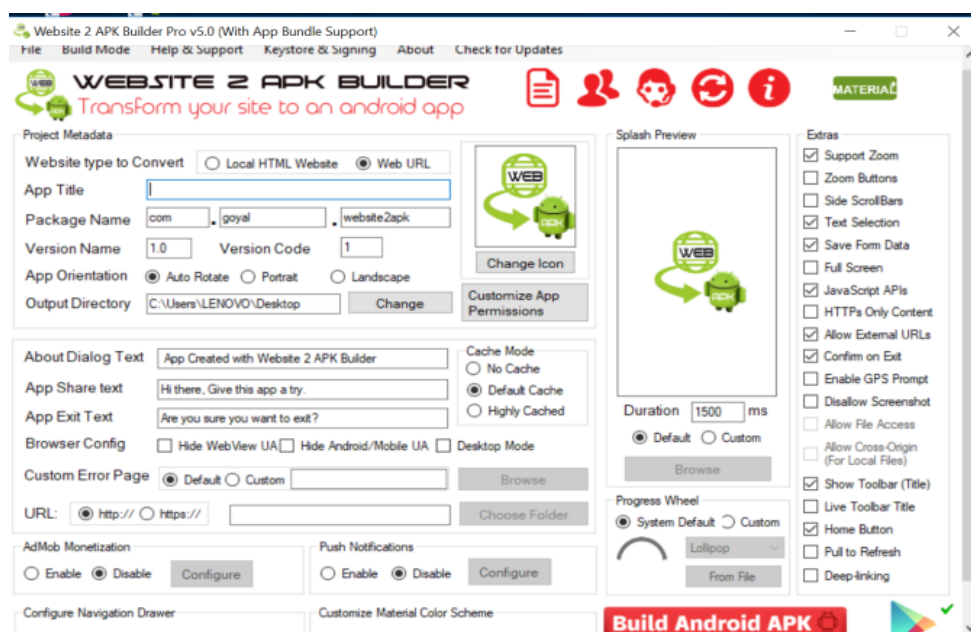 Website 2 APK Builder Pro v5.0 (With App Bundle Support)
File Build Mode Help & Support Keystore & Signing About Check for Updates
WEBSITE 2 APK BUILDER
Transform your site to an android app
MATERIAL
Project Metadata
Website type to Convert Local HTML Website Web URL
App Title
Package Name com . goyal . website2apk
Version Name 1.0 Version Code 1
App Orientation Auto Rotate Portrait Landscape
Output Directory C:\Users\LENOVO\Desktop Change
WEB
APK
Change Icon
Customize App
Permissions
About Dialog Text App Created with Website 2 APK Builder
App Share text Hi there, Give this app a try.
App Exit Text Are you sure you want to exit?
Browser Config Hide WebView UA Hide Android/Mobile UA Desktop Mode
Custom Error Page Default Custom Browse
URL: http:// https:// Choose Folder
Cache Mode
No Cache
Default Cache
Highly Cached
AdMob Monetization
Enable Disable Configure
Push Notifications
Enable Disable Configure
Configure Navigation Drawer
Customize Material Color Scheme
Splash Preview
WEB
APK
Duration 1500 ms
Default Custom
Browse
Progress Wheel
System Default Custom
Lollipop
From File
Build Android APK
Extras
Support Zoom
Zoom Buttons
Side ScrollBars
Text Selection
Save Form Data
Full Screen
JavaScript APIs
HTTPs Only Content
Allow External URLs
Confirm on Exit
Enable GPS Prompt
Disallow Screenshot
Allow File Access
Allow Cross-Origin
(For Local Files)
Show Toolbar (Title)
Live Toolbar Title
Home Button
Pull to Refresh
Deep-linking